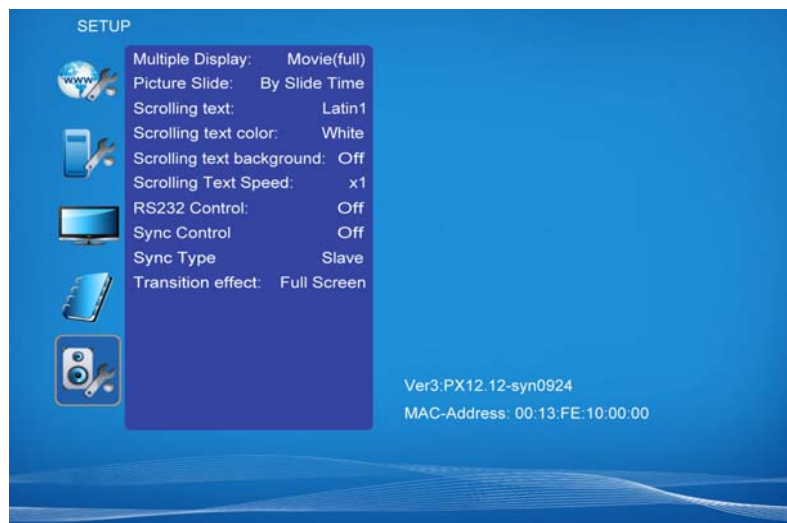 SETUP
www
Multiple Display: Movie(full)
Picture Slide: By Slide Time
Scrolling text: Latin1
Scrolling text color: White
Scrolling text background: Off
Scrolling Text Speed: x1
RS232 Control: Off
Sync Control Off
Sync Type Slave
Transition effect: Full Screen
Ver3:PX12.12-syn0924
MAC-Address: 00:13:FE:10:00:00